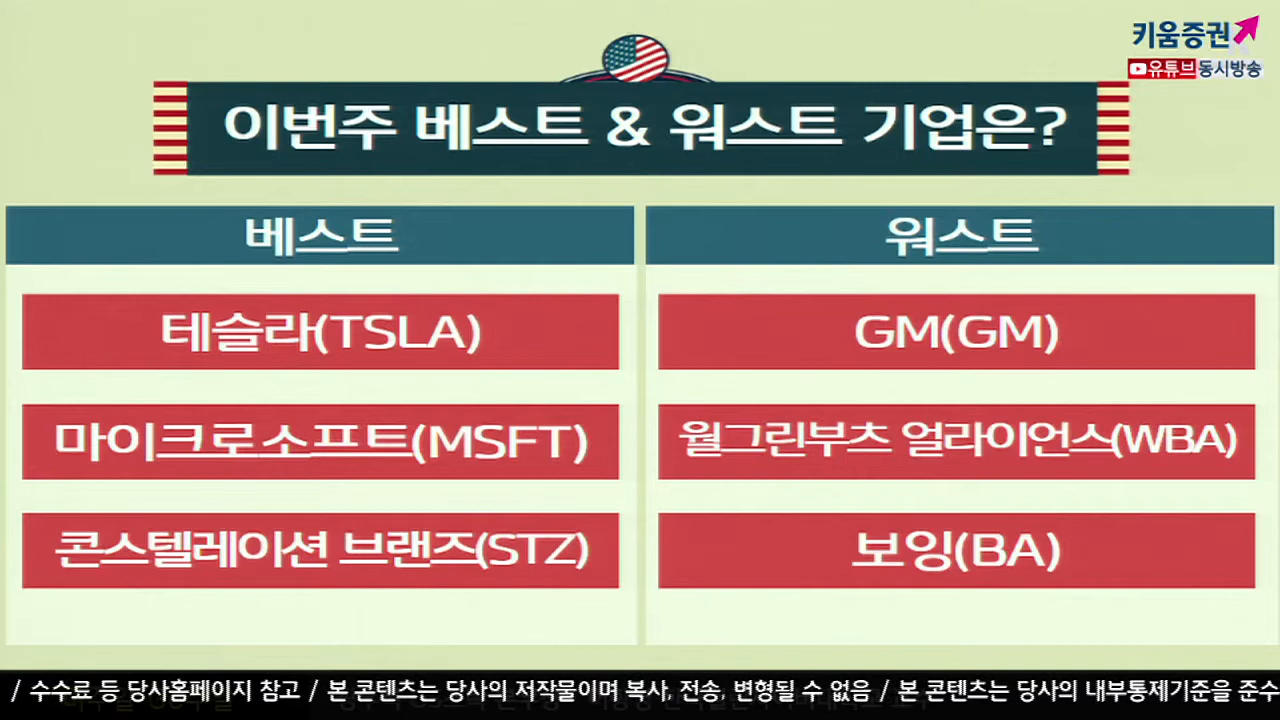 키움증권
유튜브 동시방송
이번주 베스트 & 워스트 기업은?
베스트
워스트
테슬라(TSLA)
GM(GM)
마이크로소프트(MSFT)
월그린부츠 얼라이언스(WBA)
콘스텔레이션 브랜즈(STZ)
보잉(BA)
/ 수수료 등 당사홈페이지 참고 / 본 콘텐츠는 당사의 저작물이며 복사, 전송, 변형될 수 없음 / 본 콘텐츠는 당사의 내부통제기준을 준수